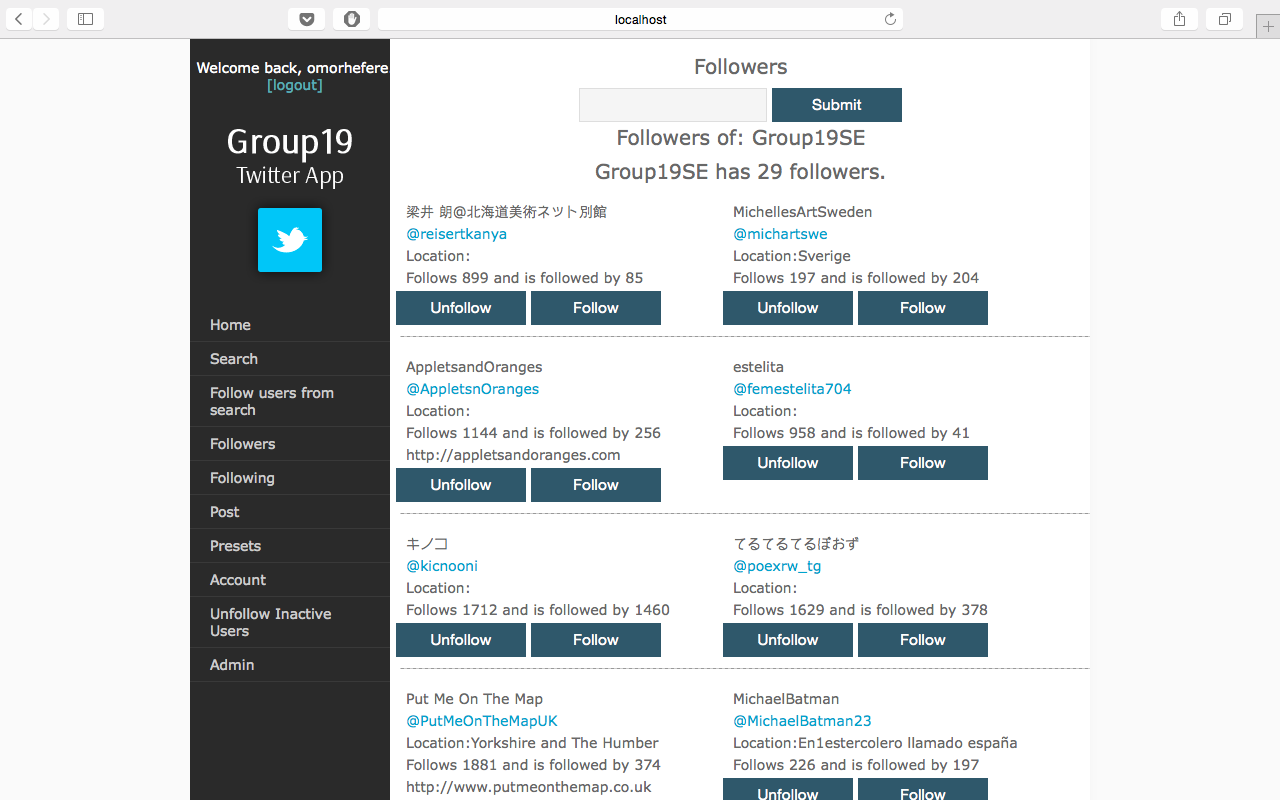 localhost
Welcome back, omorhefere
[logout]
Group19
Twitter App
Home
Search
Follow users from
search
Followers
Following
Post
Presets
Account
Unfollow Inactive
Users
Admin
Followers
Submit
Followers of: Group19SE
Group19SE has 29 followers.
梁井 朗@北海道美術ネット別館
@reisertkanya
Location:
Follows 899 and is followed by 85
Unfollow Follow
MichellesArtSweden
@michartswe
Location:Sverige
Follows 197 and is followed by 204
Unfollow Follow
AppletsandOranges
@AppletsnOranges
Location:
Follows 1144 and is followed by 256
http://appletsandoranges.com
Unfollow Follow
estelita
@femestelita704
Location:
Follows 958 and is followed by 41
Unfollow Follow
キノコ
@kicnooni
Location:
Follows 1712 and is followed by 1460
Unfollow Follow
てるてるてるぼおず
@poexrw_tg
Location:
Follows 1629 and is followed by 378
Unfollow Follow
Put Me On The Map
@PutMeOnTheMapUK
Location:Yorkshire and The Humber
Follows 1881 and is followed by 374
http://www.putmeonthemap.co.uk
MichaelBatman
@MichaelBatman23
Location:En1estercolero llamado españa
Follows 226 and is followed by 197
Unfollow Follow